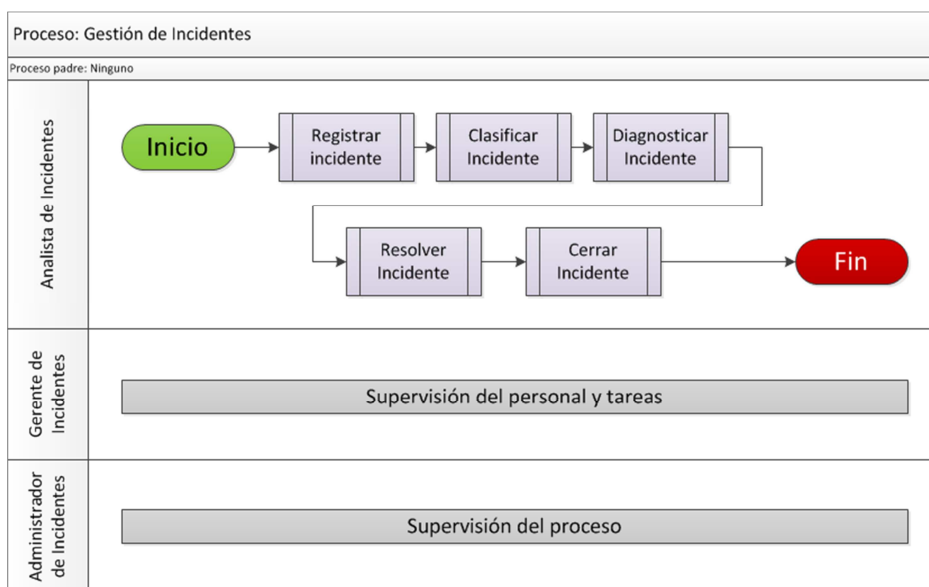 Proceso: Gestión de Incidentes
Proceso padre: Ninguno
Analista de Incidentes
Inicio
Registrar
incidente
Clasificar
Incidente
Diagnosticar
Incidente
Resolver
Incidente
Cerrar
Incidente
Fin
Gerente de
Incidentes
Supervisión del personal y tareas
Administrador
de Incidentes
Supervisión del proceso